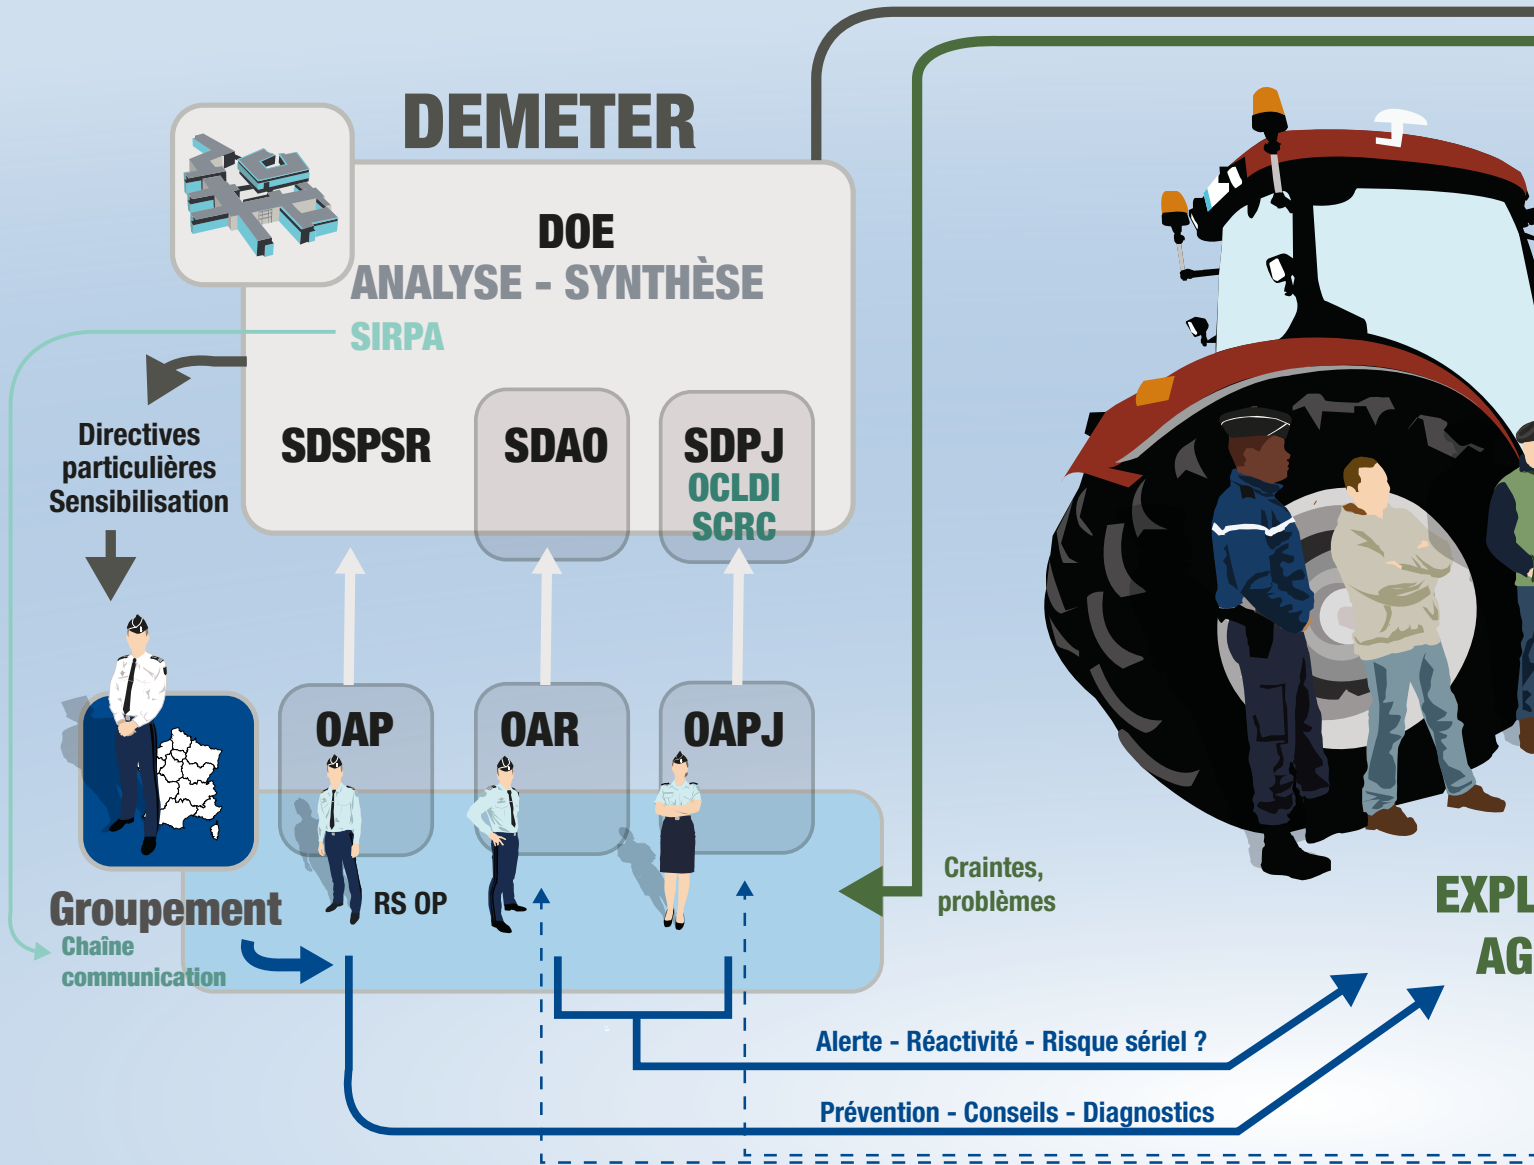 DEMETER
DOE
ANALYSE - SYNTHÈSE
SIRPA
Directives
particulières
Sensibilisation
SDSPSR
SDAO
SDPJ
OCLDI
SCRC
OAP
OAR
OAPJ
RS OP
Groupement
Chaîne
communication
Craintes,
problèmes
EXPL
AG
Alerte - Réactivité - Risque sériel ?
Prévention - Conseils - Diagnostics